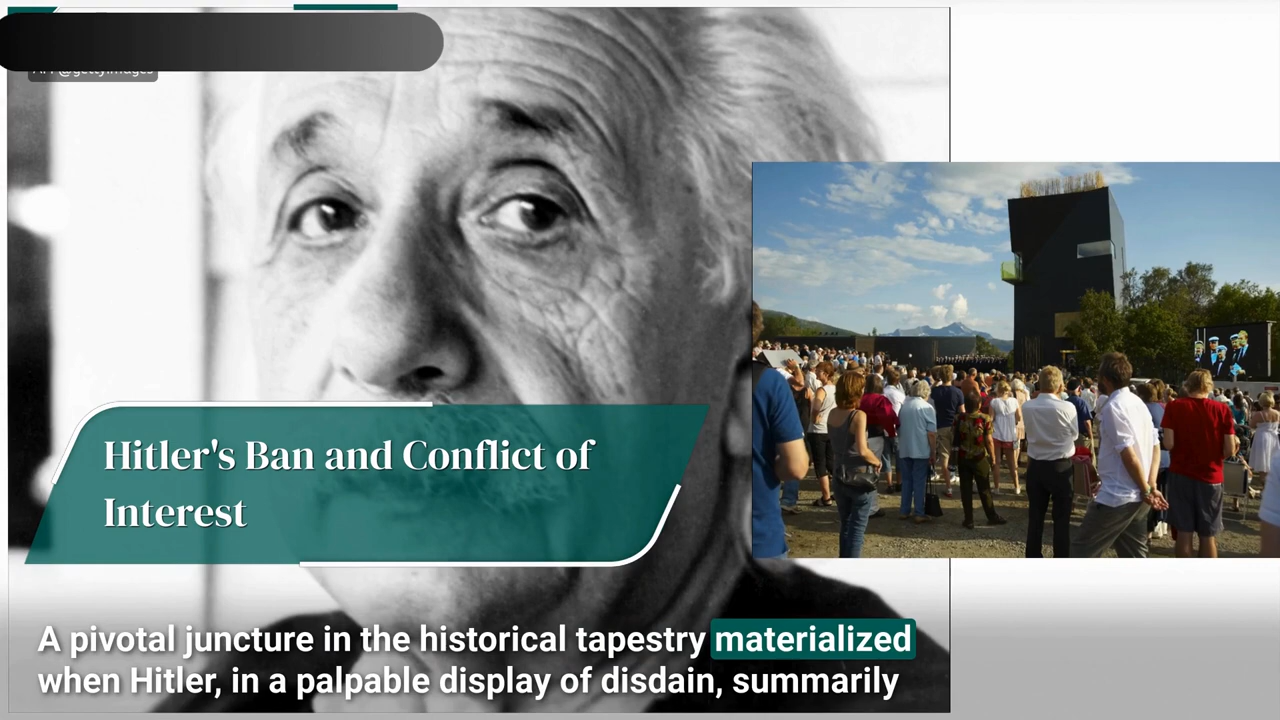 Hitler's Ban and Conflict of
Interest
A pivotal juncture in the historical tapestry materialized
when Hitler, in a palpable display of disdain, summarily